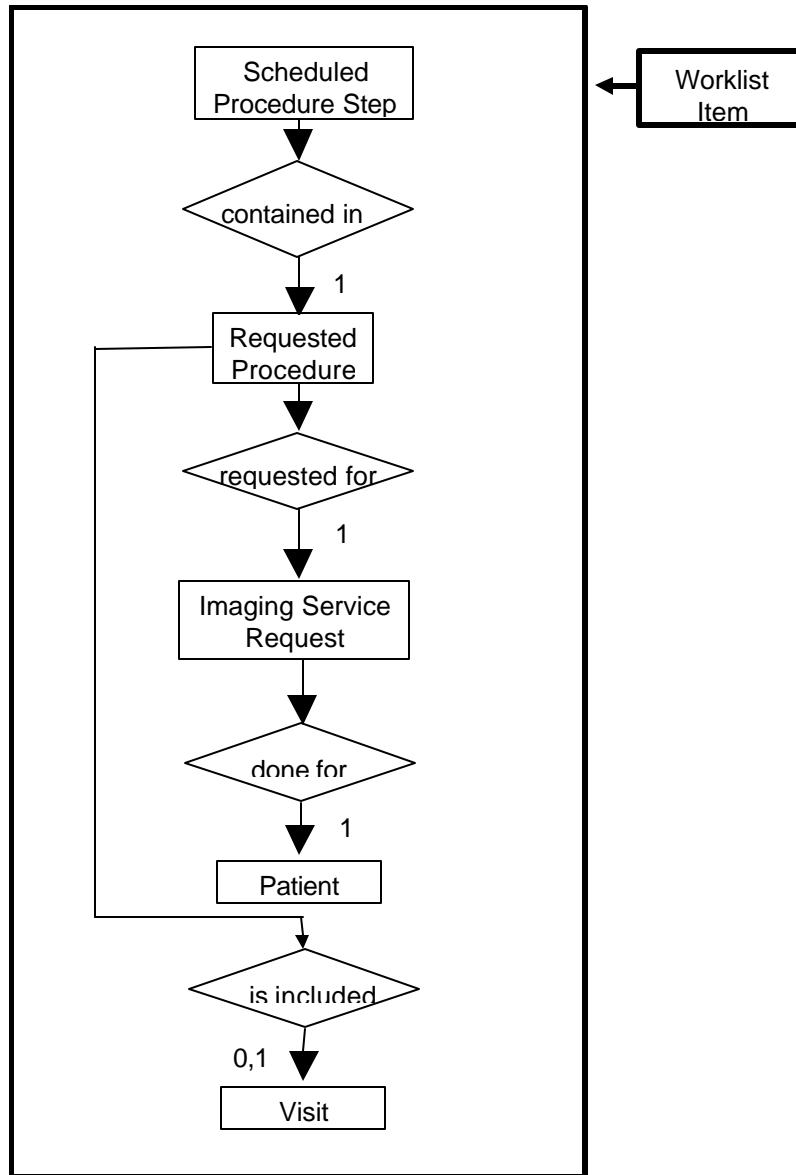 Scheduled
Procedure Step
Worklist
Item
contained in
1
Requested
Procedure
requested for
1
Imaging Service
Request
done for
1
Patient
is included
0,1
Visit